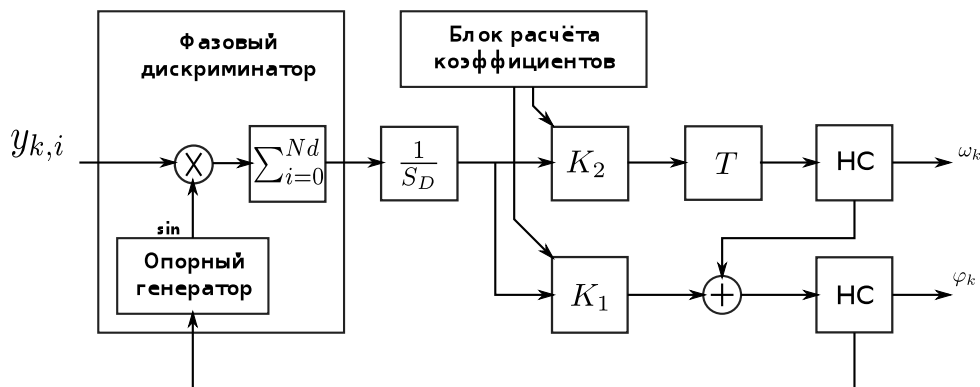 Фазовый
дискриминатор
Блок расчёта
коэффициентов
y_{k,i}
X
∑_{i=0}^{Nd}
1
S_D
K_2
T
НС
ω_k
sin
Опорный
генератор
K_1
+
НС
φ_k